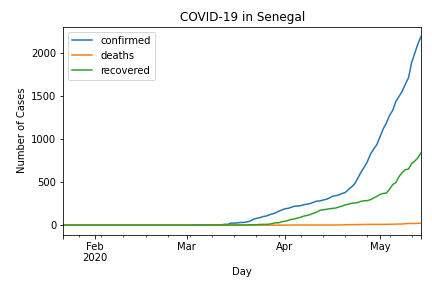 COVID-19 in Senegal
confirmed
deaths
recovered
Number of Cases
2000
1500
1000
500
0
Feb
2020
Mar
Apr
May
Day